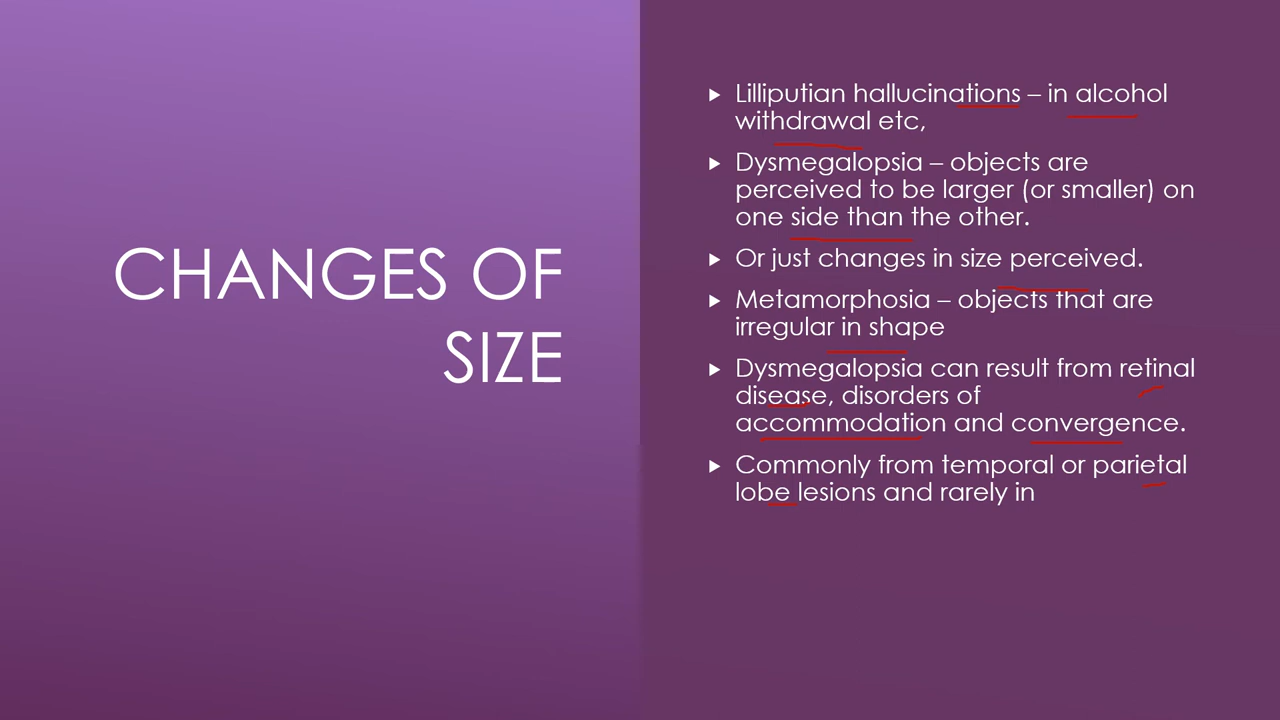 CHANGES OF
SIZE
Lilliputian hallucinations – in alcohol
withdrawal etc,
Dysmegalopsia – objects are
perceived to be larger (or smaller) on
one side than the other.
Or just changes in size perceived.
Metamorphosia – objects that are
irregular in shape
Dysmegalopsia can result from retinal
disease, disorders of
accommodation and convergence.
Commonly from temporal or parietal
lobe lesions and rarely in